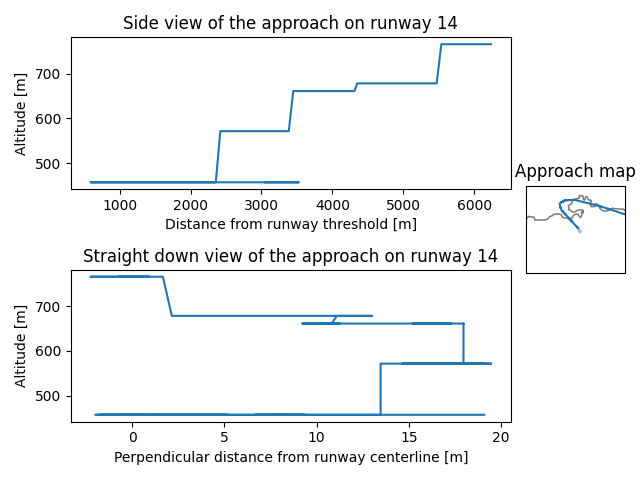 Side view of the approach on runway 14
Altitude [m]
700
600
500
1000 2000 3000 4000 5000 6000
Distance from runway threshold [m]
Approach map
Straight down view of the approach on runway 14
Altitude [m]
700
600
500
0 5 10 15 20
Perpendicular distance from runway centerline [m]